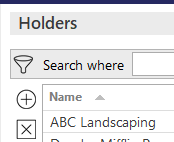 Holders
Search where
Name
ABC Landscaping